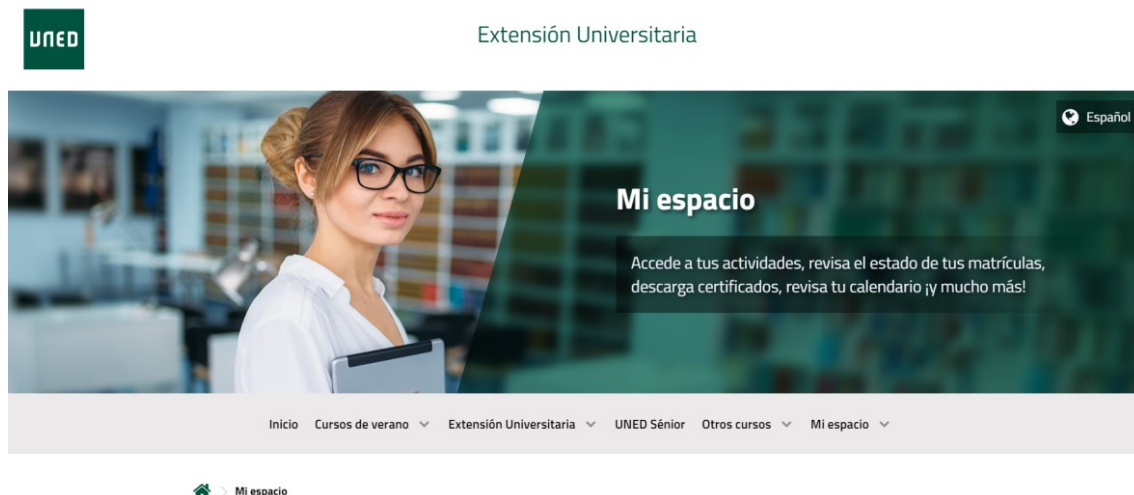 UNED
Extensión Universitaria
Español
Mi espacio
Accede a tus actividades, revisa el estado de tus matrículas,
descarga certificados, revisa tu calendario ¡y mucho más!
Inicio Cursos de verano Extensión Universitaria UNED Sénior Otros cursos Mi espacio
Mi espacio